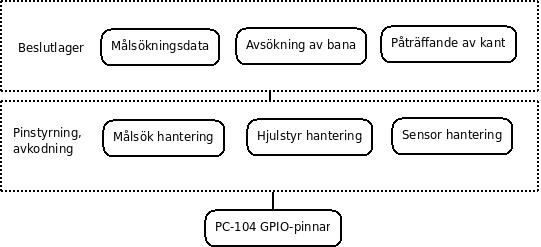 Beslutlager
Målsökningsdata
Avsökning av bana
Påträffande av kant
Pinstyrning,
avkodning
Målsök hantering
Hjulstyr hantering
Sensor hantering
PC-104 GPIO-pinnar